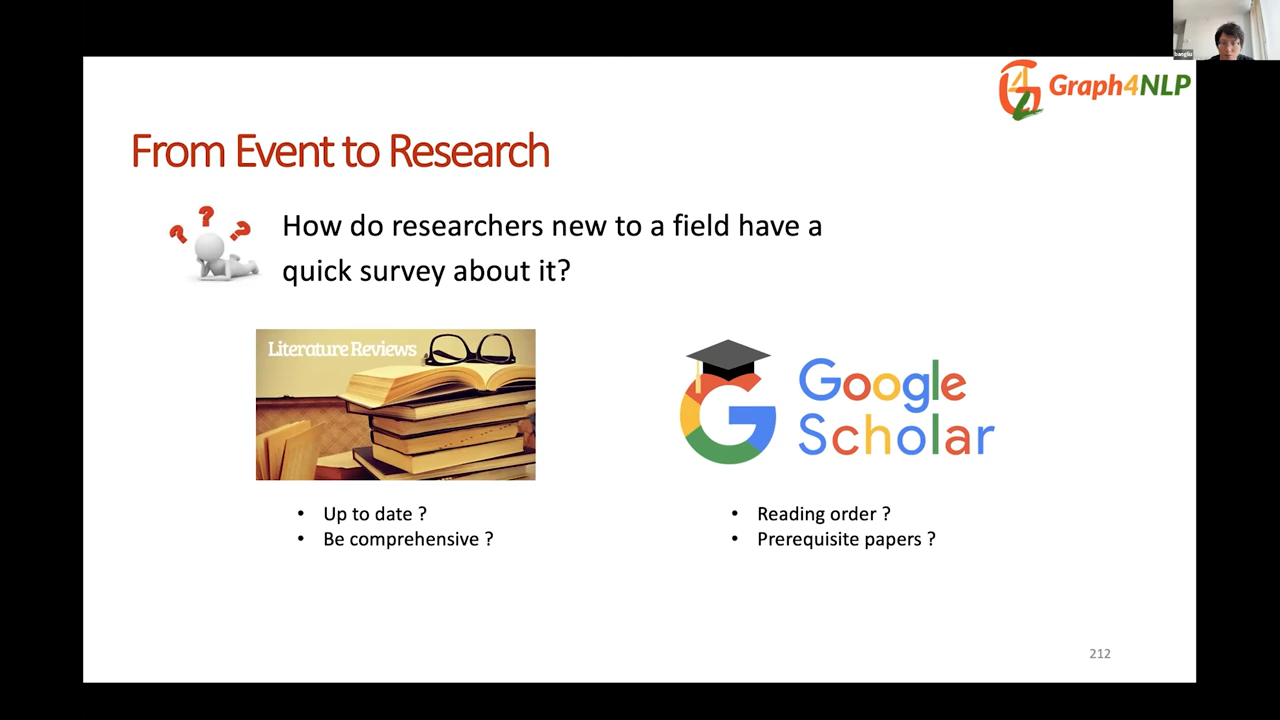 bangliu
Graph4NLP
From Event to Research
How do researchers new to a field have a
quick survey about it?
Literature Reviews
Google
Scholar
• Up to date ?
• Be comprehensive ?
• Reading order ?
• Prerequisite papers ?
212